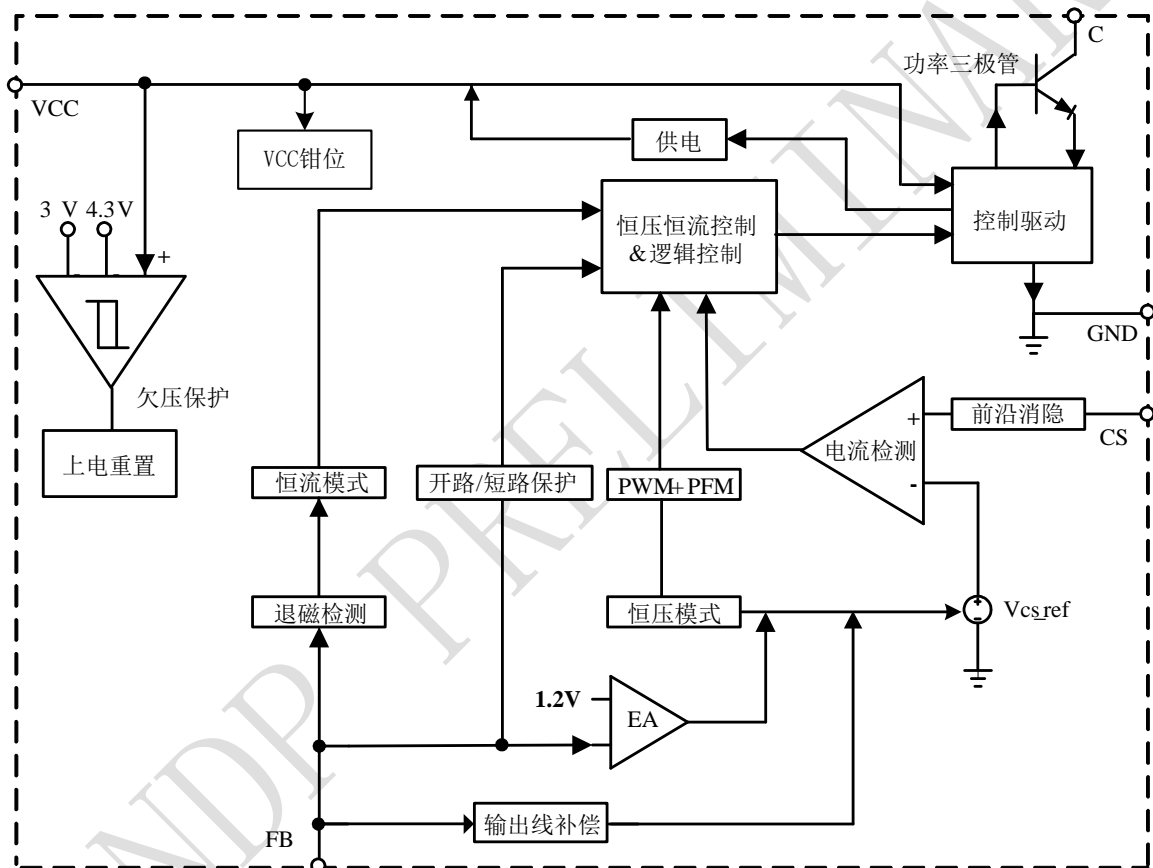 C
功率三极管
VCC
供电
VCC钳位
3 V 4.3V
恒压恒流控制
&逻辑控制
控制驱动
- - +
GND
欠压保护
上电重置
前沿消隐
CS
+
电流检测
-
恒流模式
开路/短路保护
PWM+PFM
退磁检测
恒压模式
+
-
Vcs_ref
1.2V
EA
输出线补偿
FB
NDP PRELIMINAR